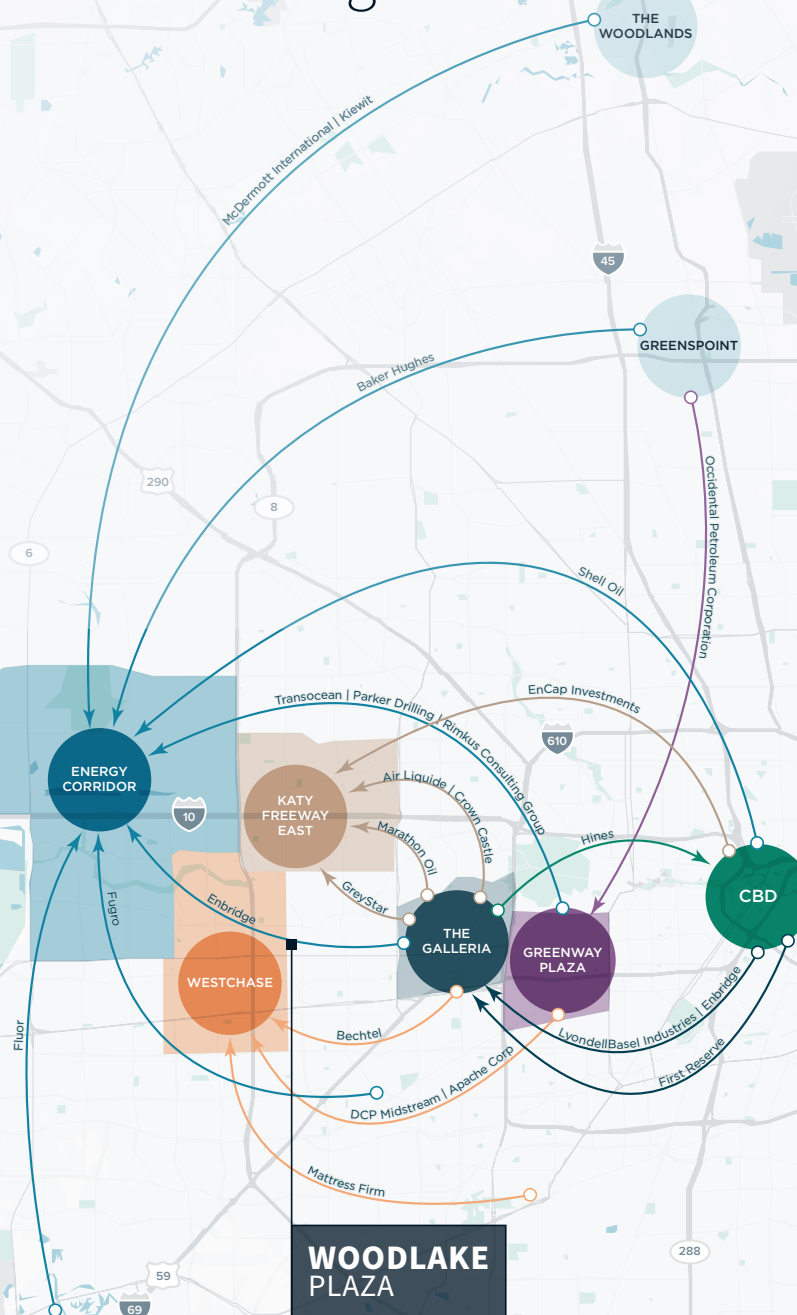 THE
WOODLANDS
McDermott International | Kiewit
45
GREENSPOINT
Baker Hughes
290
8
Occidental Petroleum Corporation
6
Shell Oil
EnCap Investments
Transocean | Parker Drilling | Rimkus Consulting Group
610
ENERGY
CORRIDOR
10
KATY
FREEWAY
EAST
Air Liquide | Crown Castle
Marathon Oil
Hines
GreyStar
CBD
Fugro
Enbridge
THE
GALLERIA
GREENWAY
PLAZA
WESTCHASE
Fluor
Bechtel
LyondellBasel Industries | Enbridge
First Reserve
DCP Midstream | Apache Corp
Mattress Firm
WOODLAKE
PLAZA
288
59
69